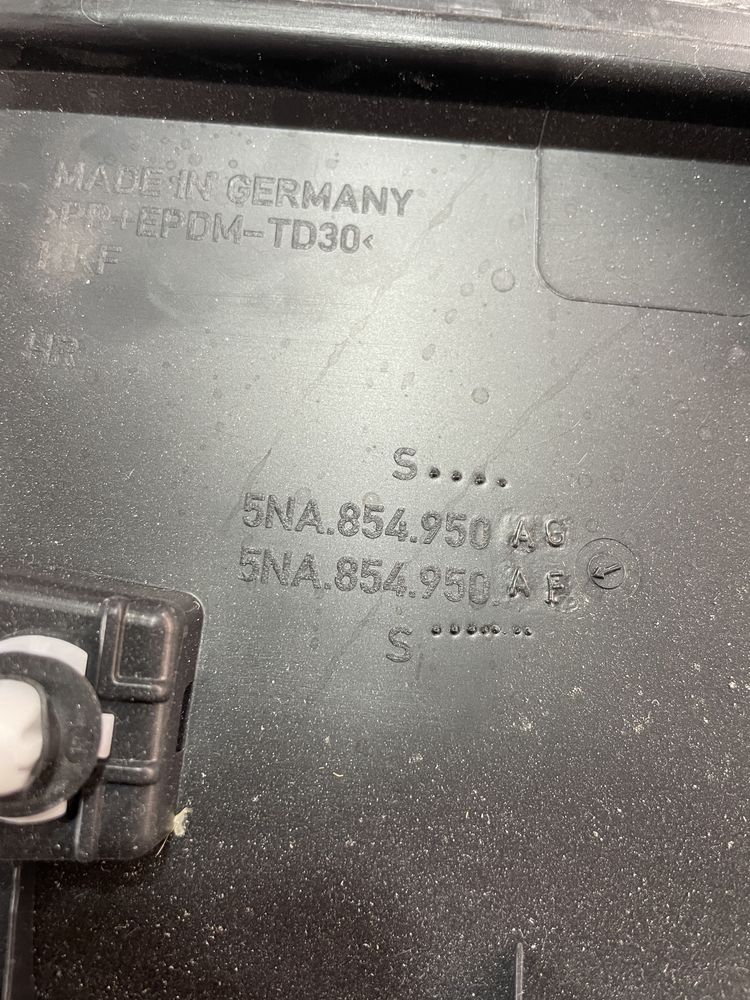 MADE IN GERMANY
>PP+EPDM-TD30<
HR
S....
5NA.854.950 AG
5NA.854.950 AF
S.......